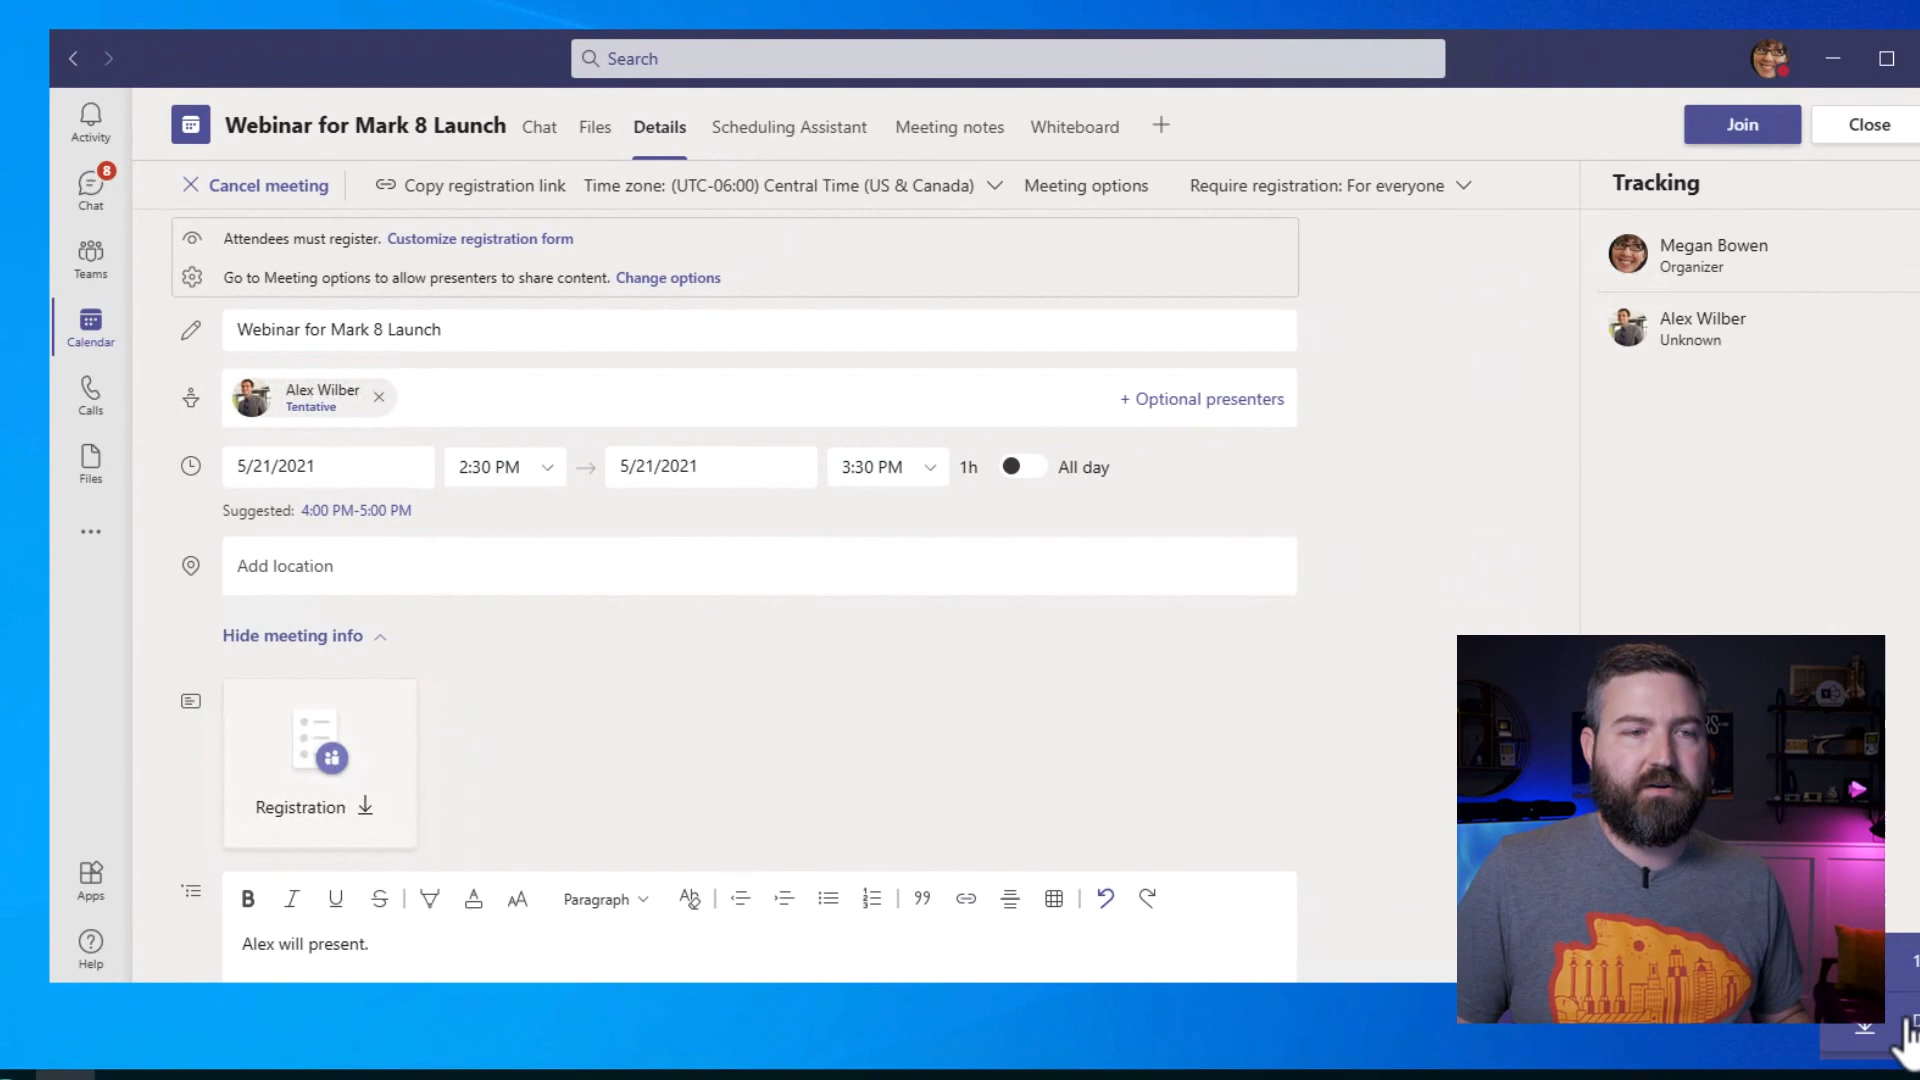 Search
Activity
8
Chat
Teams
Calendar
Calls
Files
Apps
Help
Webinar for Mark 8 Launch
Chat
Files
Details
Scheduling Assistant
Meeting notes
Whiteboard
Join
Close
Cancel meeting
Copy registration link
Time zone: (UTC-06:00) Central Time (US & Canada)
Meeting options
Require registration: For everyone
Attendees must register. Customize registration form
Go to Meeting options to allow presenters to share content. Change options
Webinar for Mark 8 Launch
Alex Wilber
Tentative
+ Optional presenters
5/21/2021
2:30 PM
5/21/2021
3:30 PM
1h
All day
Suggested: 4:00 PM-5:00 PM
Add location
Hide meeting info
Registration
Paragraph
Alex will present.
Tracking
Megan Bowen
Organizer
Alex Wilber
Unknown